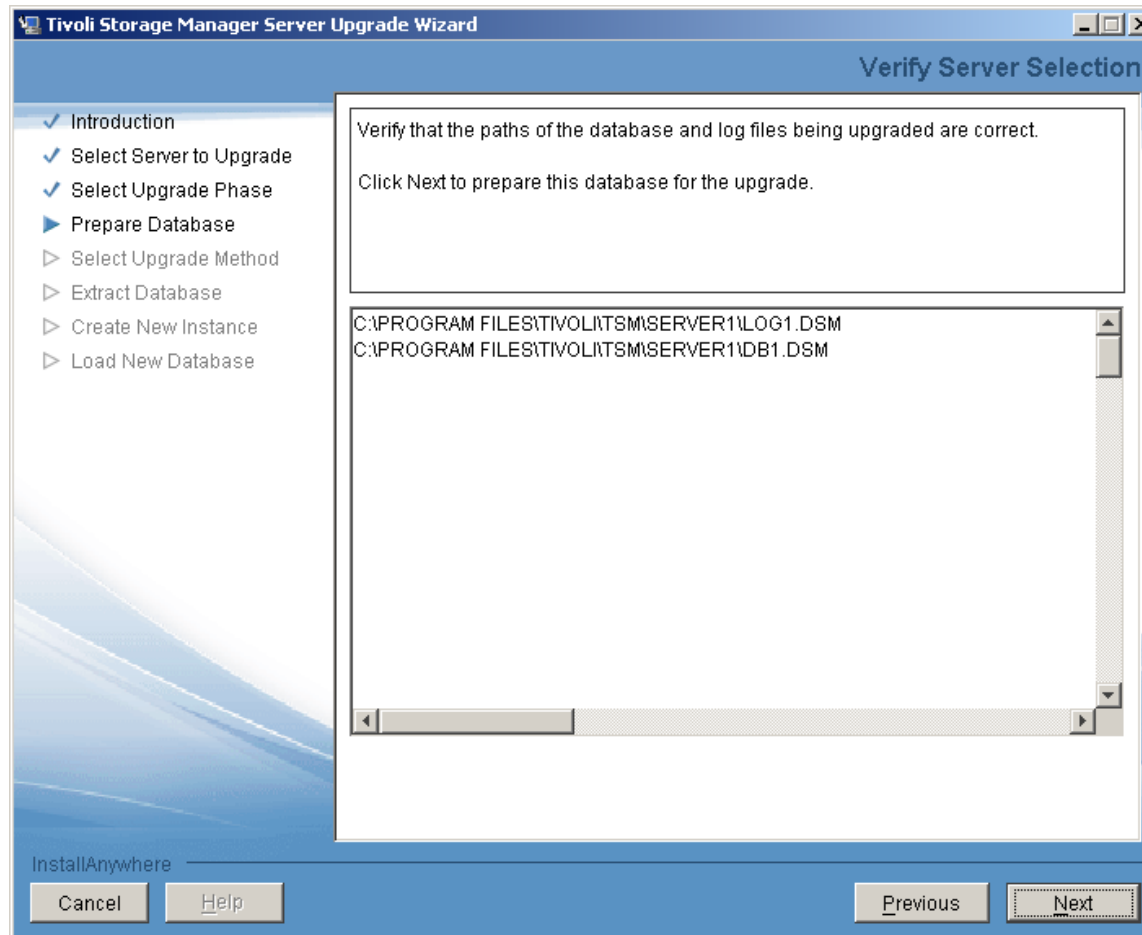 Tivoli Storage Manager Server Upgrade Wizard
Verify Server Selection
Introduction
Select Server to Upgrade
Select Upgrade Phase
Prepare Database
Select Upgrade Method
Extract Database
Create New Instance
Load New Database
Verify that the paths of the database and log files being upgraded are correct.
Click Next to prepare this database for the upgrade.
C:\PROGRAM FILES\TIVOLI\TSM\SERVER1\LOG1.DSM
C:\PROGRAM FILES\TIVOLI\TSM\SERVER1\DB1.DSM
InstallAnywhere
Cancel
Help
Previous
Next